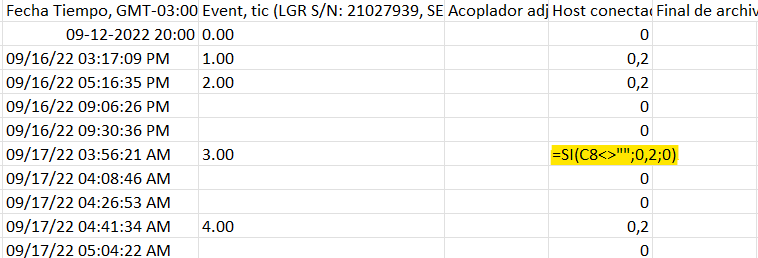 Fecha Tiempo, GMT-03:00 Event, tic (LGR S/N: 21027939, SE Acoplador adj Host conectad Final de archiv
09-12-2022 20:00 0.00 0
09/16/22 03:17:09 PM 1.00 0,2
09/16/22 05:16:35 PM 2.00 0,2
09/16/22 09:06:26 PM 0
09/16/22 09:30:36 PM 0
09/17/22 03:56:21 AM 3.00 =SI(C8<>"";0,2;0)
09/17/22 04:08:46 AM 0
09/17/22 04:26:53 AM 0
09/17/22 04:41:34 AM 4.00 0,2
09/17/22 05:04:22 AM 0